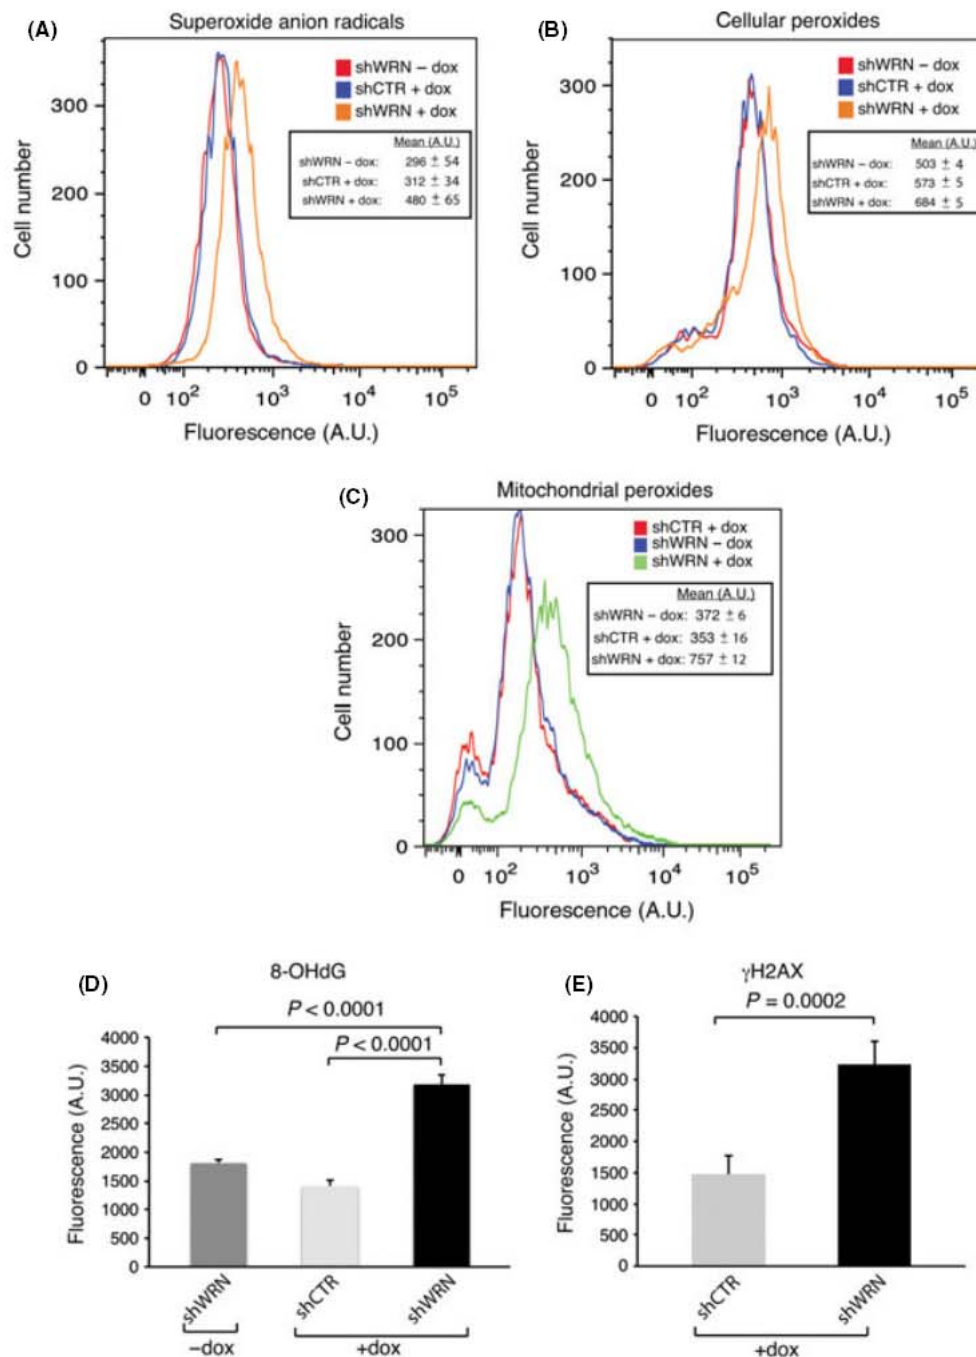 (A)
Superoxide anion radicals
shWRN – dox
shCTR + dox
shWRN + dox
Mean (A.U.)
shWRN – dox: 296 ± 54
shCTR + dox: 312 ± 34
shWRN + dox: 480 ± 65
Cell number
300
200
100
0
0 10² 10³ 10⁴ 10⁵
Fluorescence (A.U.)
(B)
Cellular peroxides
shWRN – dox
shCTR + dox
shWRN + dox
Mean (A.U.)
shWRN – dox: 503 ± 4
shCTR + dox: 573 ± 5
shWRN + dox: 684 ± 5
Cell number
300
200
100
0
0 10² 10³ 10⁴ 10⁵
Fluorescence (A.U.)
(C)
Mitochondrial peroxides
shCTR + dox
shWRN – dox
shWRN + dox
Mean (A.U.)
shWRN – dox: 372 ± 6
shCTR + dox: 353 ± 16
shWRN + dox: 757 ± 12
Cell number
300
200
100
0
0 10² 10³ 10⁴ 10⁵
Fluorescence (A.U.)
(D)
8-OHdG
P < 0.0001
P < 0.0001
Fluorescence (A.U.)
4000
3500
3000
2500
2000
1500
1000
500
0
shWRN
shCTR
shWRN
–dox
+dox
(E)
γH2AX
P = 0.0002
Fluorescence (A.U.)
4000
3500
3000
2500
2000
1500
1000
500
0
shCTR
shWRN
+dox